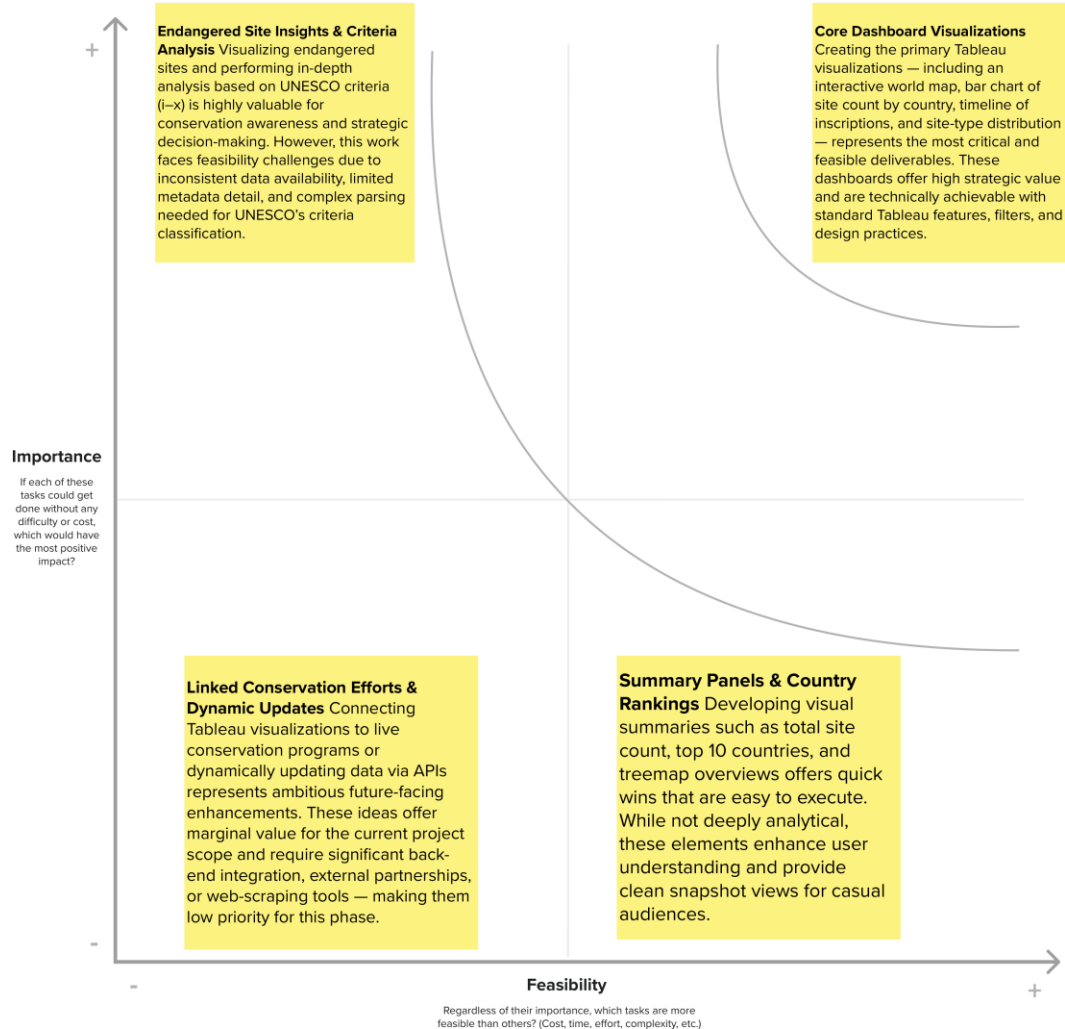 +
Endangered Site Insights & Criteria
Analysis Visualizing endangered
sites and performing in-depth
analysis based on UNESCO criteria
(i–x) is highly valuable for
conservation awareness and strategic
decision-making. However, this work
faces feasibility challenges due to
inconsistent data availability, limited
metadata detail, and complex parsing
needed for UNESCO’s criteria
classification.
Core Dashboard Visualizations
Creating the primary Tableau
visualizations — including an
interactive world map, bar chart of
site count by country, timeline of
inscriptions, and site-type distribution
— represents the most critical and
feasible deliverables. These
dashboards offer high strategic value
and are technically achievable with
standard Tableau features, filters, and
design practices.
Importance
If each of these
tasks could get
done without any
difficulty or cost,
which would have
the most positive
impact?
Linked Conservation Efforts &
Dynamic Updates Connecting
Tableau visualizations to live
conservation programs or
dynamically updating data via APIs
represents ambitious future-facing
enhancements. These ideas offer
marginal value for the current project
scope and require significant back-
end integration, external partnerships,
or web-scraping tools — making them
low priority for this phase.
Summary Panels & Country
Rankings Developing visual
summaries such as total site
count, top 10 countries, and
treemap overviews offers quick
wins that are easy to execute.
While not deeply analytical,
these elements enhance user
understanding and provide
clean snapshot views for casual
audiences.
-
-
Feasibility
+
Regardless of their importance, which tasks are more
feasible than others? (Cost, time, effort, complexity, etc.)